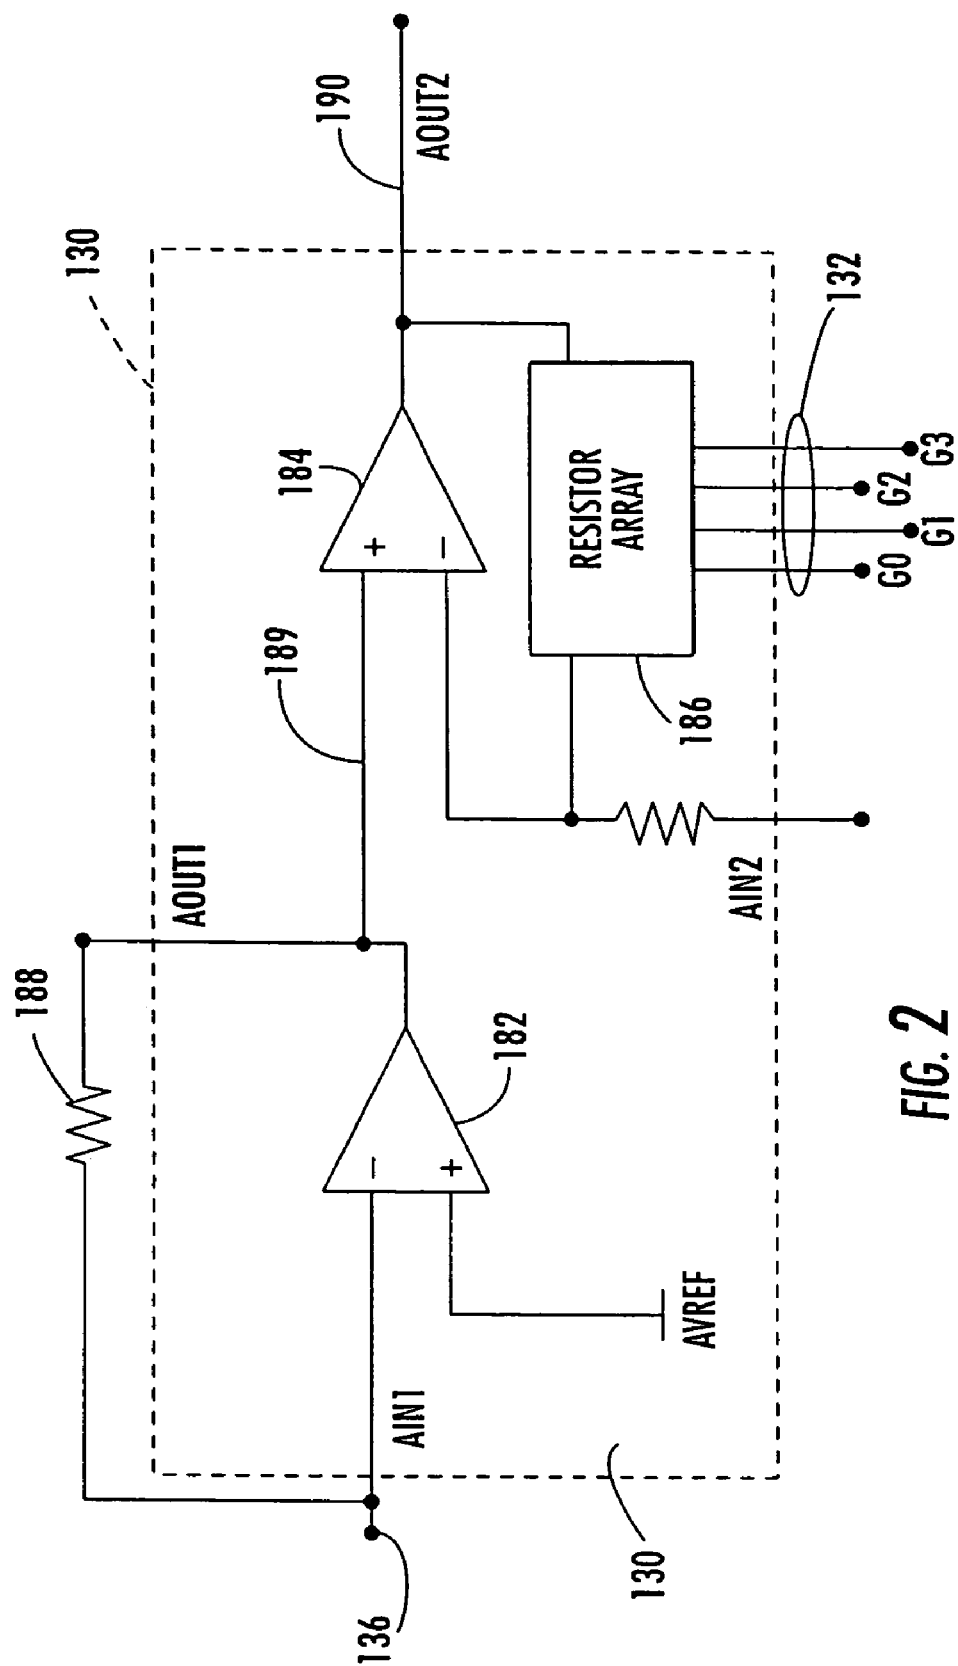 188
AOUT1
130
189
184
190
AOUT2
136
AIN1
182
AVREF
+
−
+
−
RESISTOR
ARRAY
186
AIN2
130
132
G0
G1
G2
G3
FIG. 2